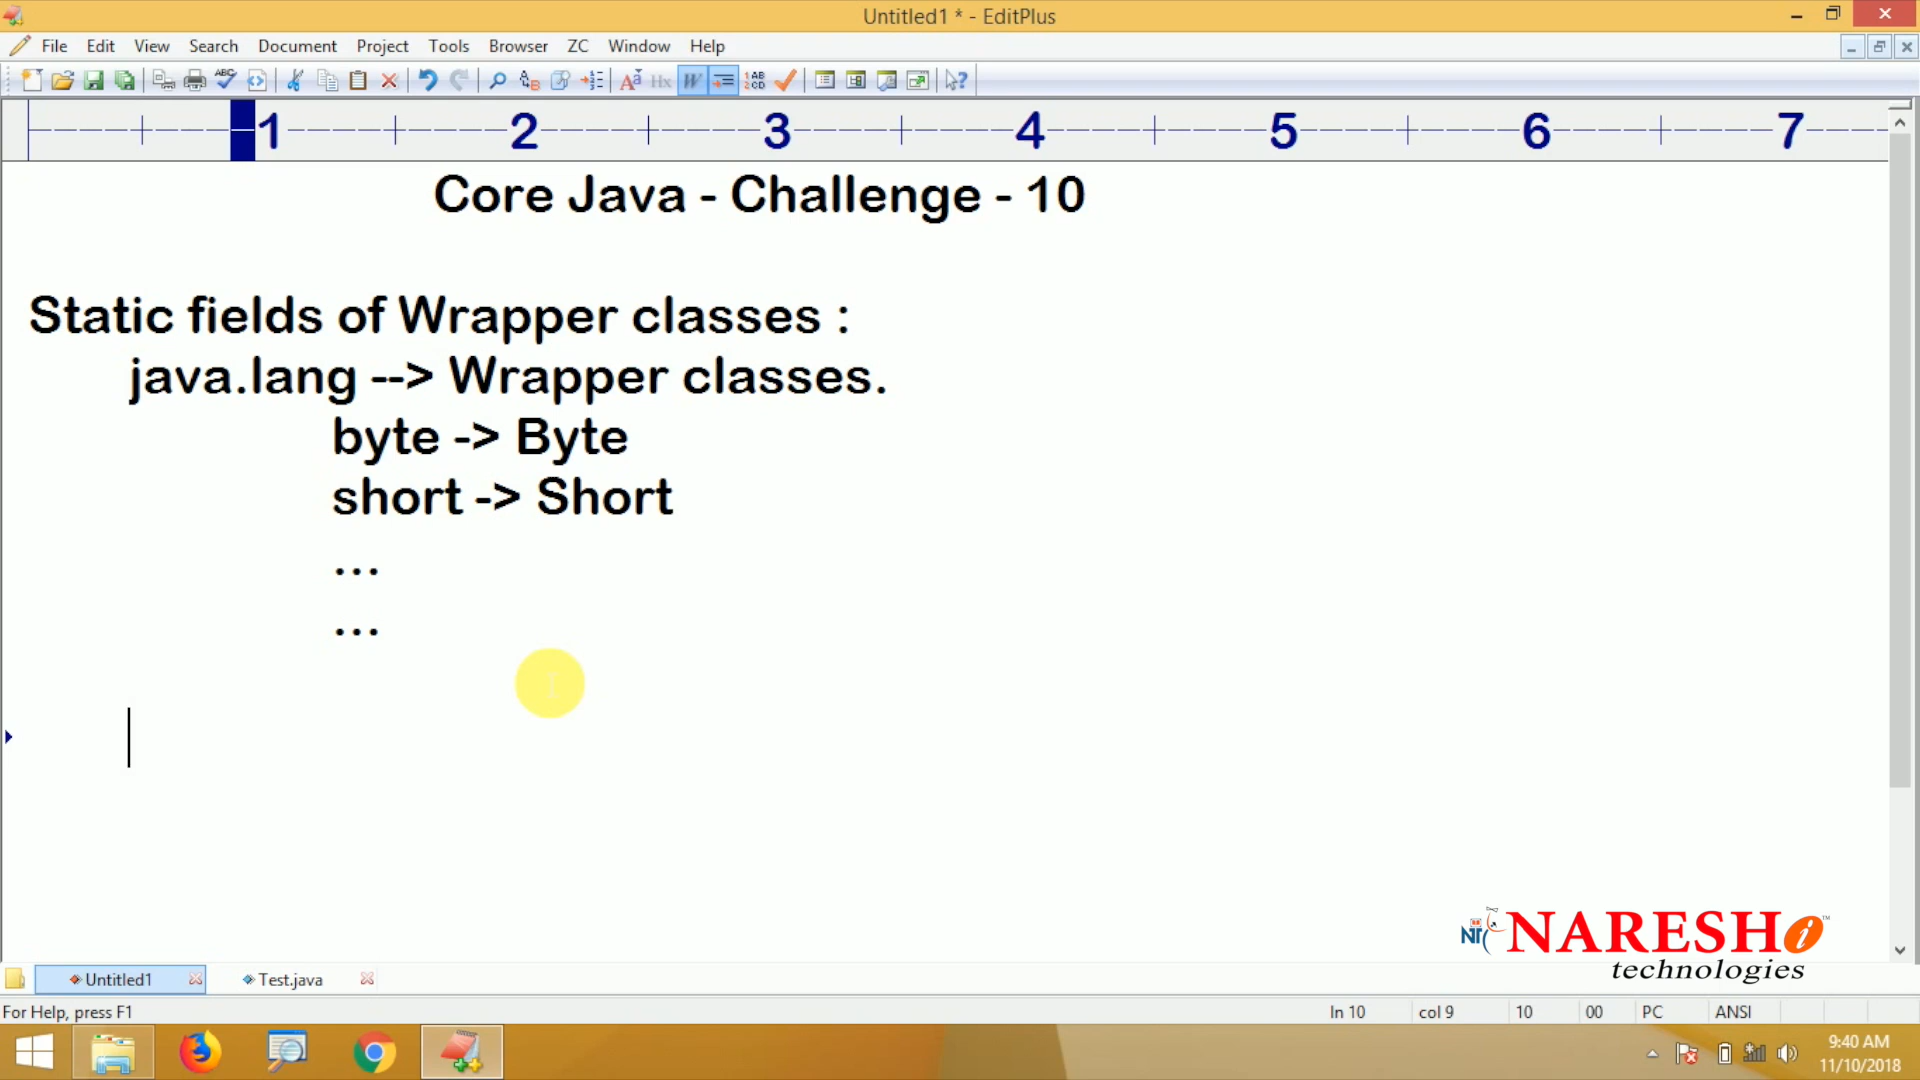 Untitled1 * - EditPlus
File Edit View Search Document Project Tools Browser ZC Window Help
1 2 3 4 5 6 7
Core Java - Challenge - 10
Static fields of Wrapper classes :
java.lang --> Wrapper classes.
byte -> Byte
short -> Short
...
...
NARESH i ™
technologies
Untitled1 Test.java
For Help, press F1 ln 10 col 9 10 00 PC ANSI
9:40 AM
11/10/2018